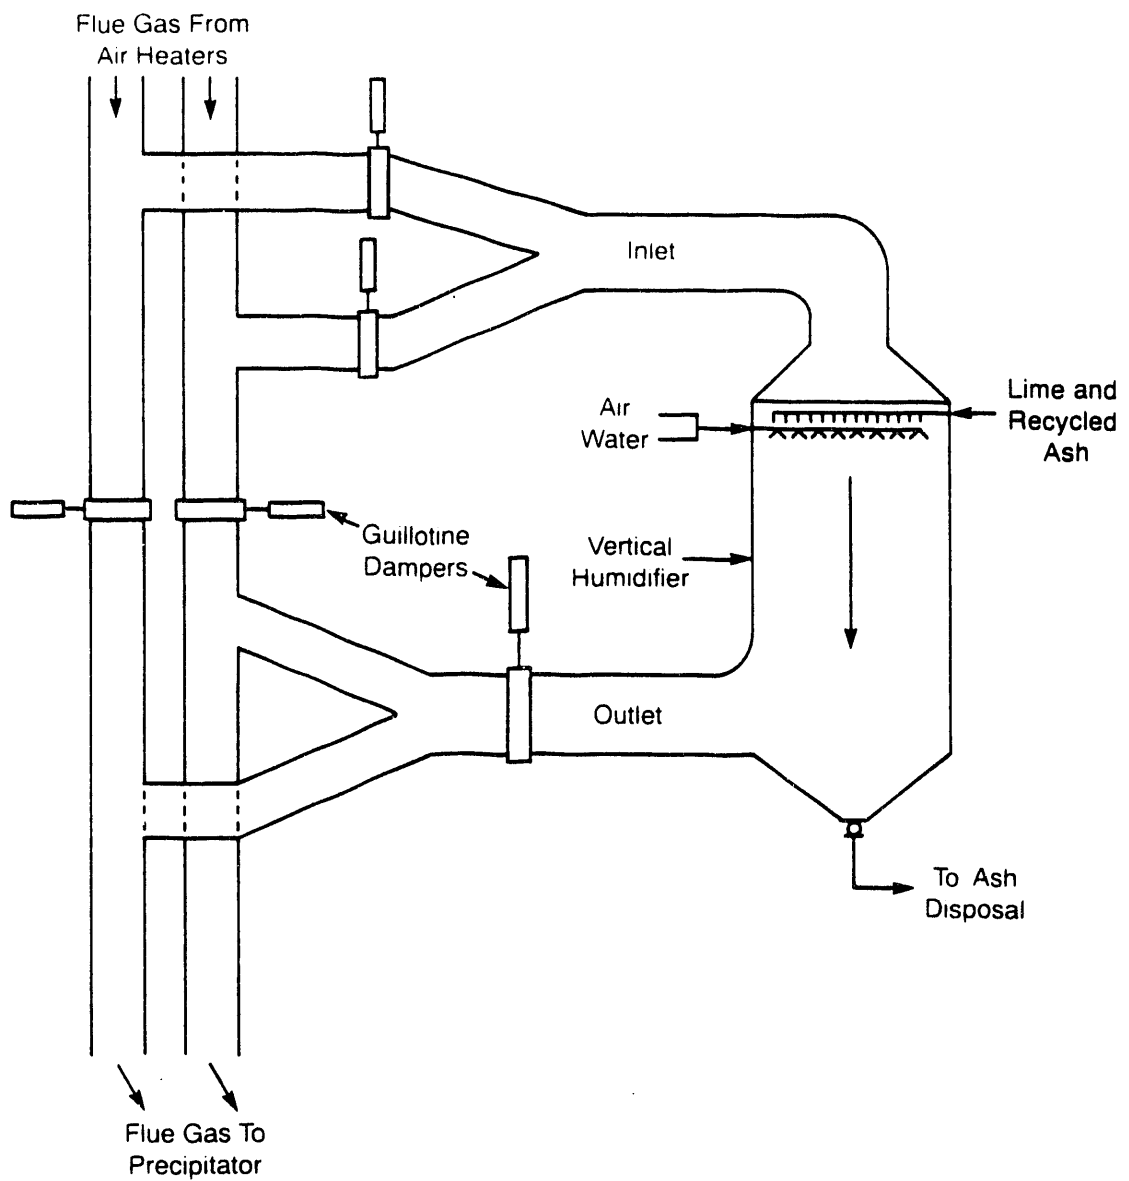 Flue Gas From
Air Heaters
Inlet
Lime and
Recycled
Ash
Air
Water
Guillotine
Dampers
Vertical
Humidifier
Outlet
To Ash
Disposal
Flue Gas To
Precipitator